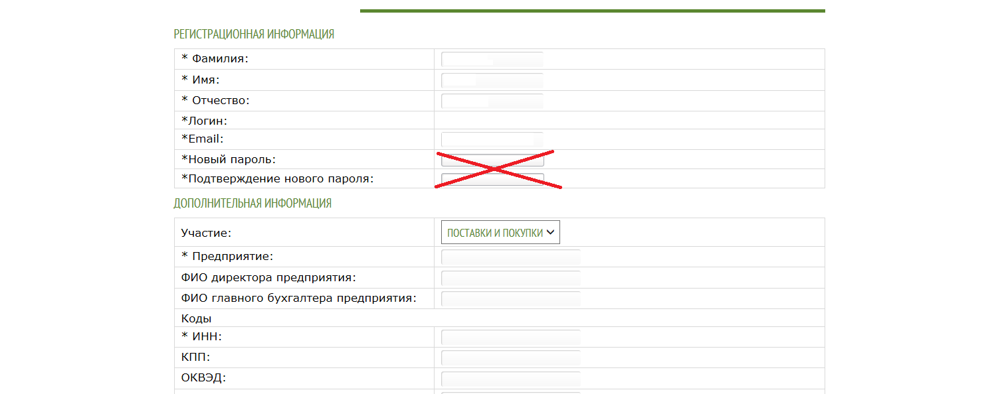 РЕГИСТРАЦИОННАЯ ИНФОРМАЦИЯ
* Фамилия:
* Имя:
* Отчество:
*Логин:
*Email:
*Новый пароль:
*Подтверждение нового пароля:
ДОПОЛНИТЕЛЬНАЯ ИНФОРМАЦИЯ
Участие: ПОСТАВКИ И ПОКУПКИ
* Предприятие:
ФИО директора предприятия:
ФИО главного бухгалтера предприятия:
Коды
* ИНН:
КПП:
ОКВЭД: